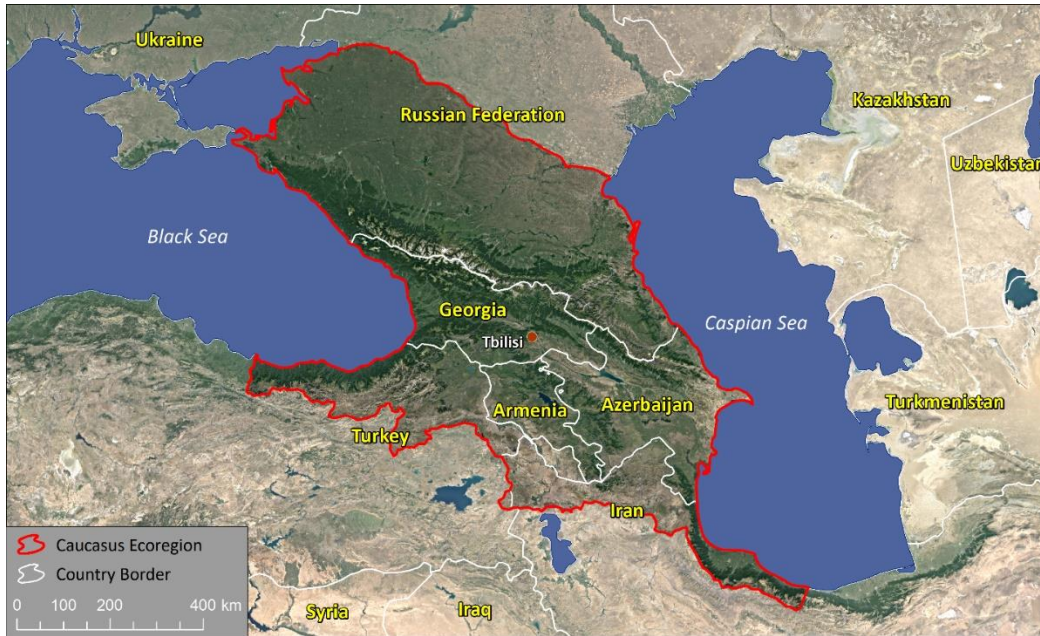 Ukraine
Russian Federation
Kazakhstan
Uzbekistan
Black Sea
Georgia
Tbilisi
Caspian Sea
Armenia
Azerbaijan
Turkmenistan
Turkey
Iran
Syria
Iraq
Caucasus Ecoregion
Country Border
0 100 200 400 km